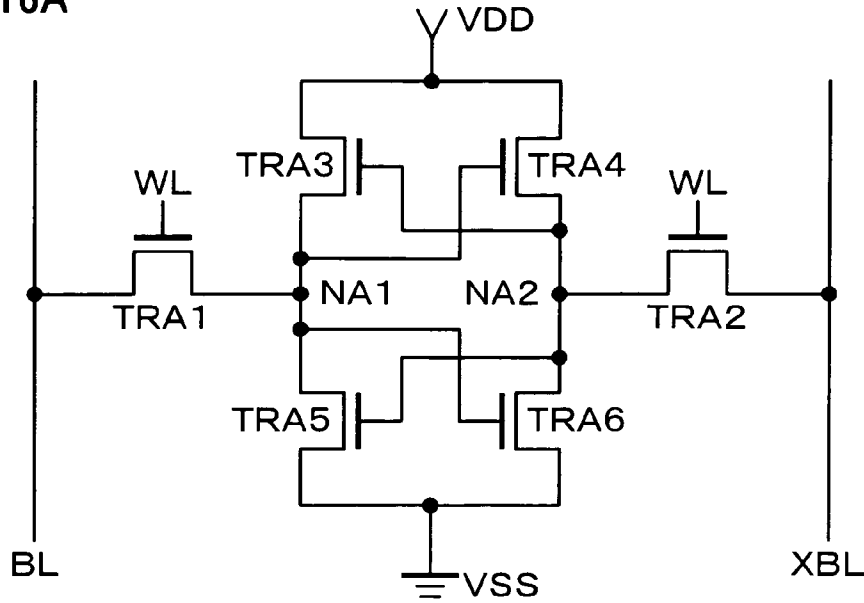 VDD
TRA3
TRA4
WL
WL
NA1
NA2
TRA1
TRA2
TRA5
TRA6
BL
XBL
VSS